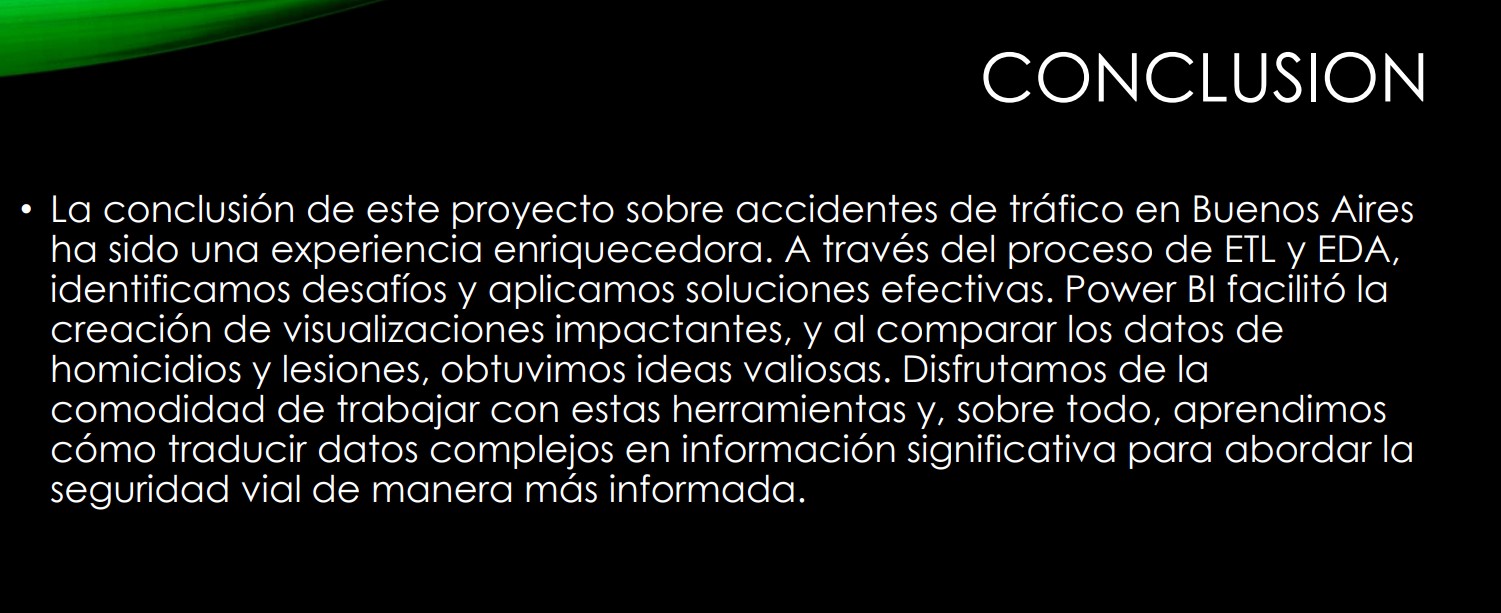 CONCLUSION
• La conclusión de este proyecto sobre accidentes de tráfico en Buenos Aires
ha sido una experiencia enriquecedora. A través del proceso de ETL y EDA,
identificamos desafíos y aplicamos soluciones efectivas. Power BI facilitó la
creación de visualizaciones impactantes, y al comparar los datos de
homicidios y lesiones, obtuvimos ideas valiosas. Disfrutamos de la
comodidad de trabajar con estas herramientas y, sobre todo, aprendimos
cómo traducir datos complejos en información significativa para abordar la
seguridad vial de manera más informada.